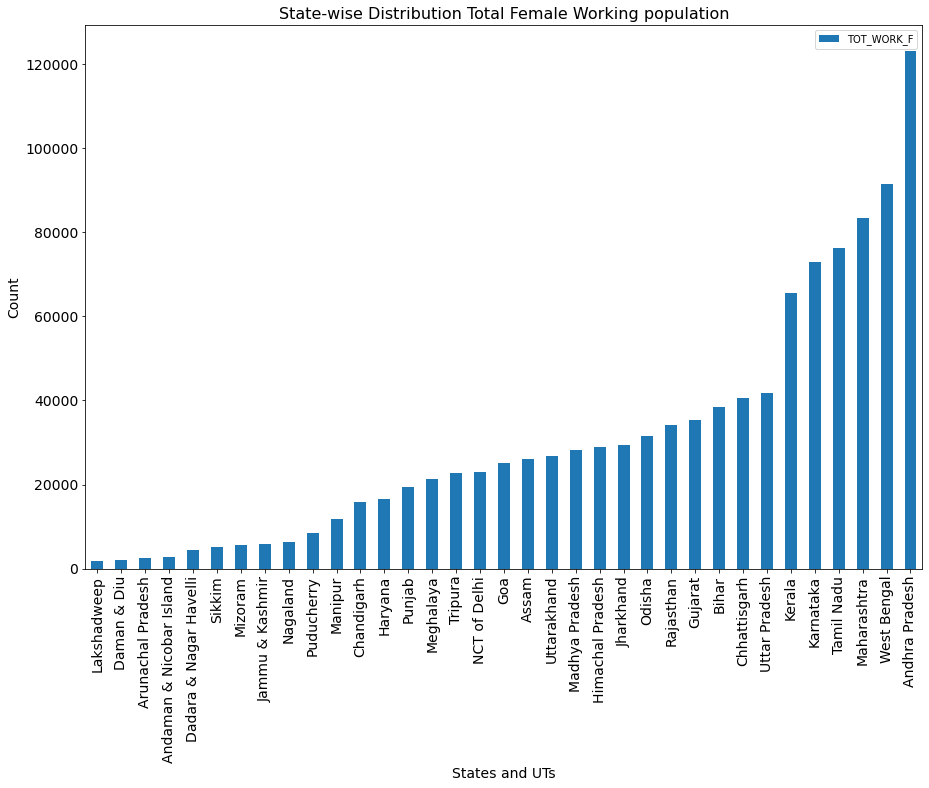 State-wise Distribution Total Female Working population
TOT_WORK_F
120000
100000
80000
60000
40000
20000
0
Count
Lakshadweep
Daman & Diu
Arunachal Pradesh
Andaman & Nicobar Island
Dadara & Nagar Havelli
Sikkim
Mizoram
Jammu & Kashmir
Nagaland
Puducherry
Manipur
Chandigarh
Haryana
Punjab
Meghalaya
Tripura
NCT of Delhi
Goa
Assam
Uttarakhand
Madhya Pradesh
Himachal Pradesh
Jharkhand
Odisha
Rajasthan
Gujarat
Bihar
Chhattisgarh
Uttar Pradesh
Kerala
Karnataka
Tamil Nadu
Maharashtra
West Bengal
Andhra Pradesh
States and UTs